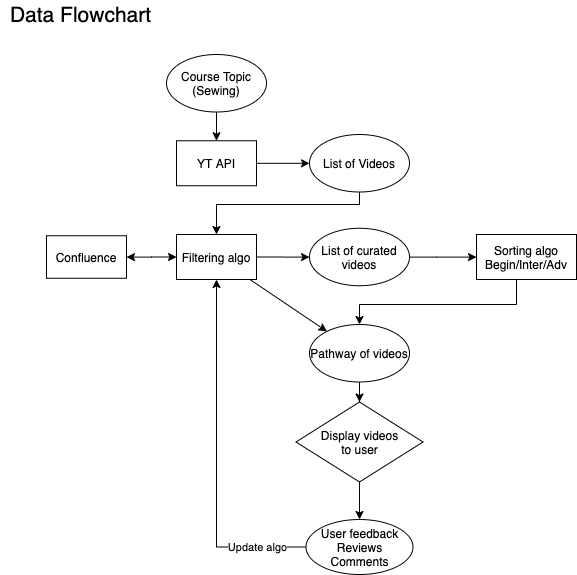 Data Flowchart
Course Topic
(Sewing)
YT API
List of Videos
Confluence
Filtering algo
List of curated
videos
Sorting algo
Begin/Inter/Adv
Pathway of videos
Display videos
to user
User feedback
Reviews
Comments
Update algo